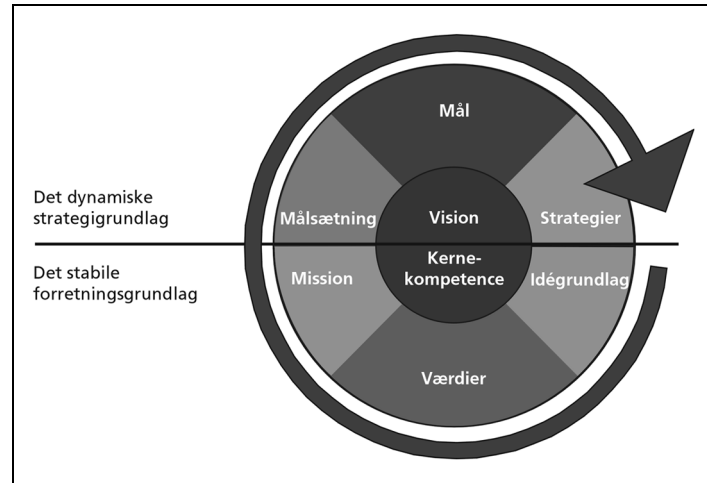 Mål
Det dynamiske
strategigrundlag
Målsætning
Vision
Strategier
Det stabile
forretningsgrundlag
Mission
Kerne-
kompetence
Idégrundlag
Værdier